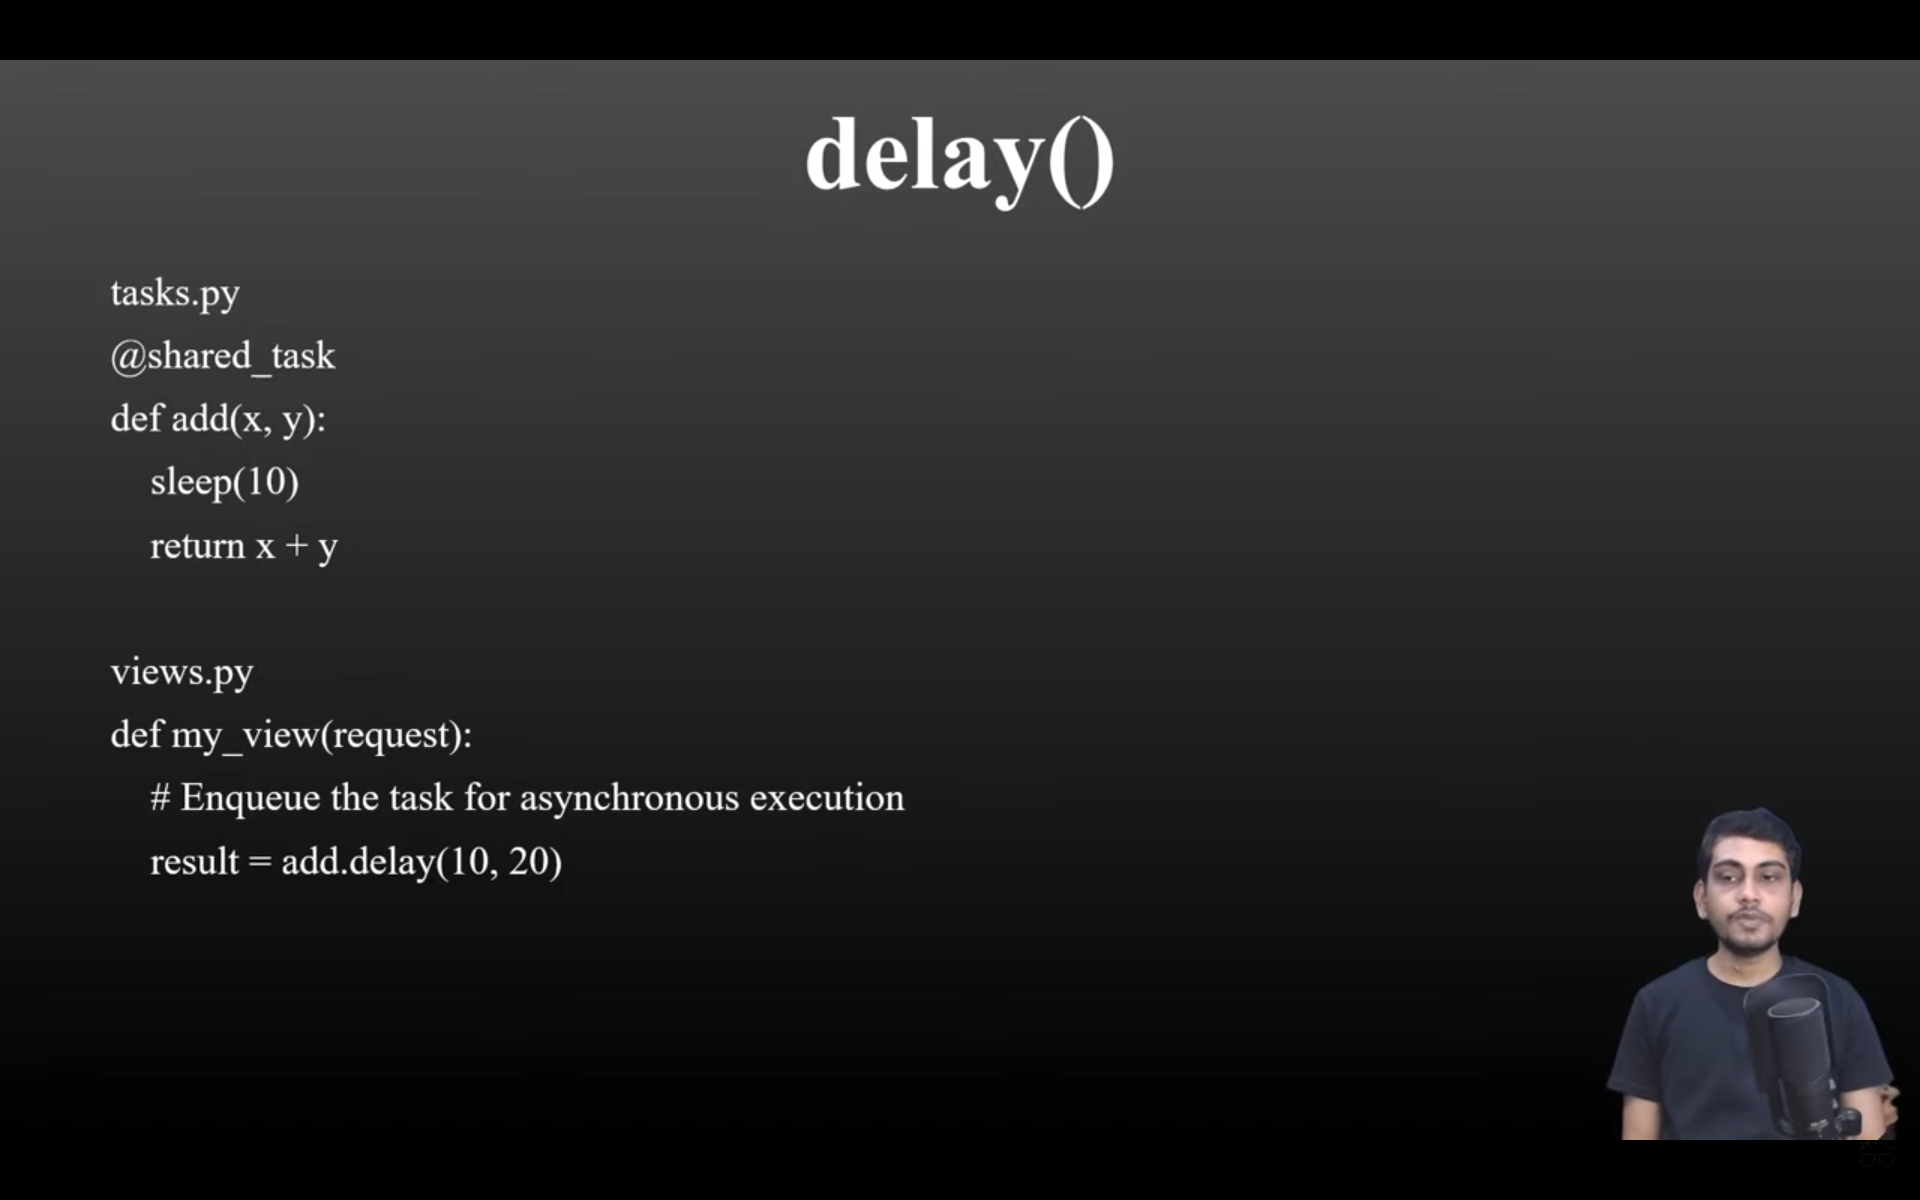 delay()
tasks.py
@shared_task
def add(x, y):
sleep(10)
return x + y
views.py
def my_view(request):
# Enqueue the task for asynchronous execution
result = add.delay(10, 20)